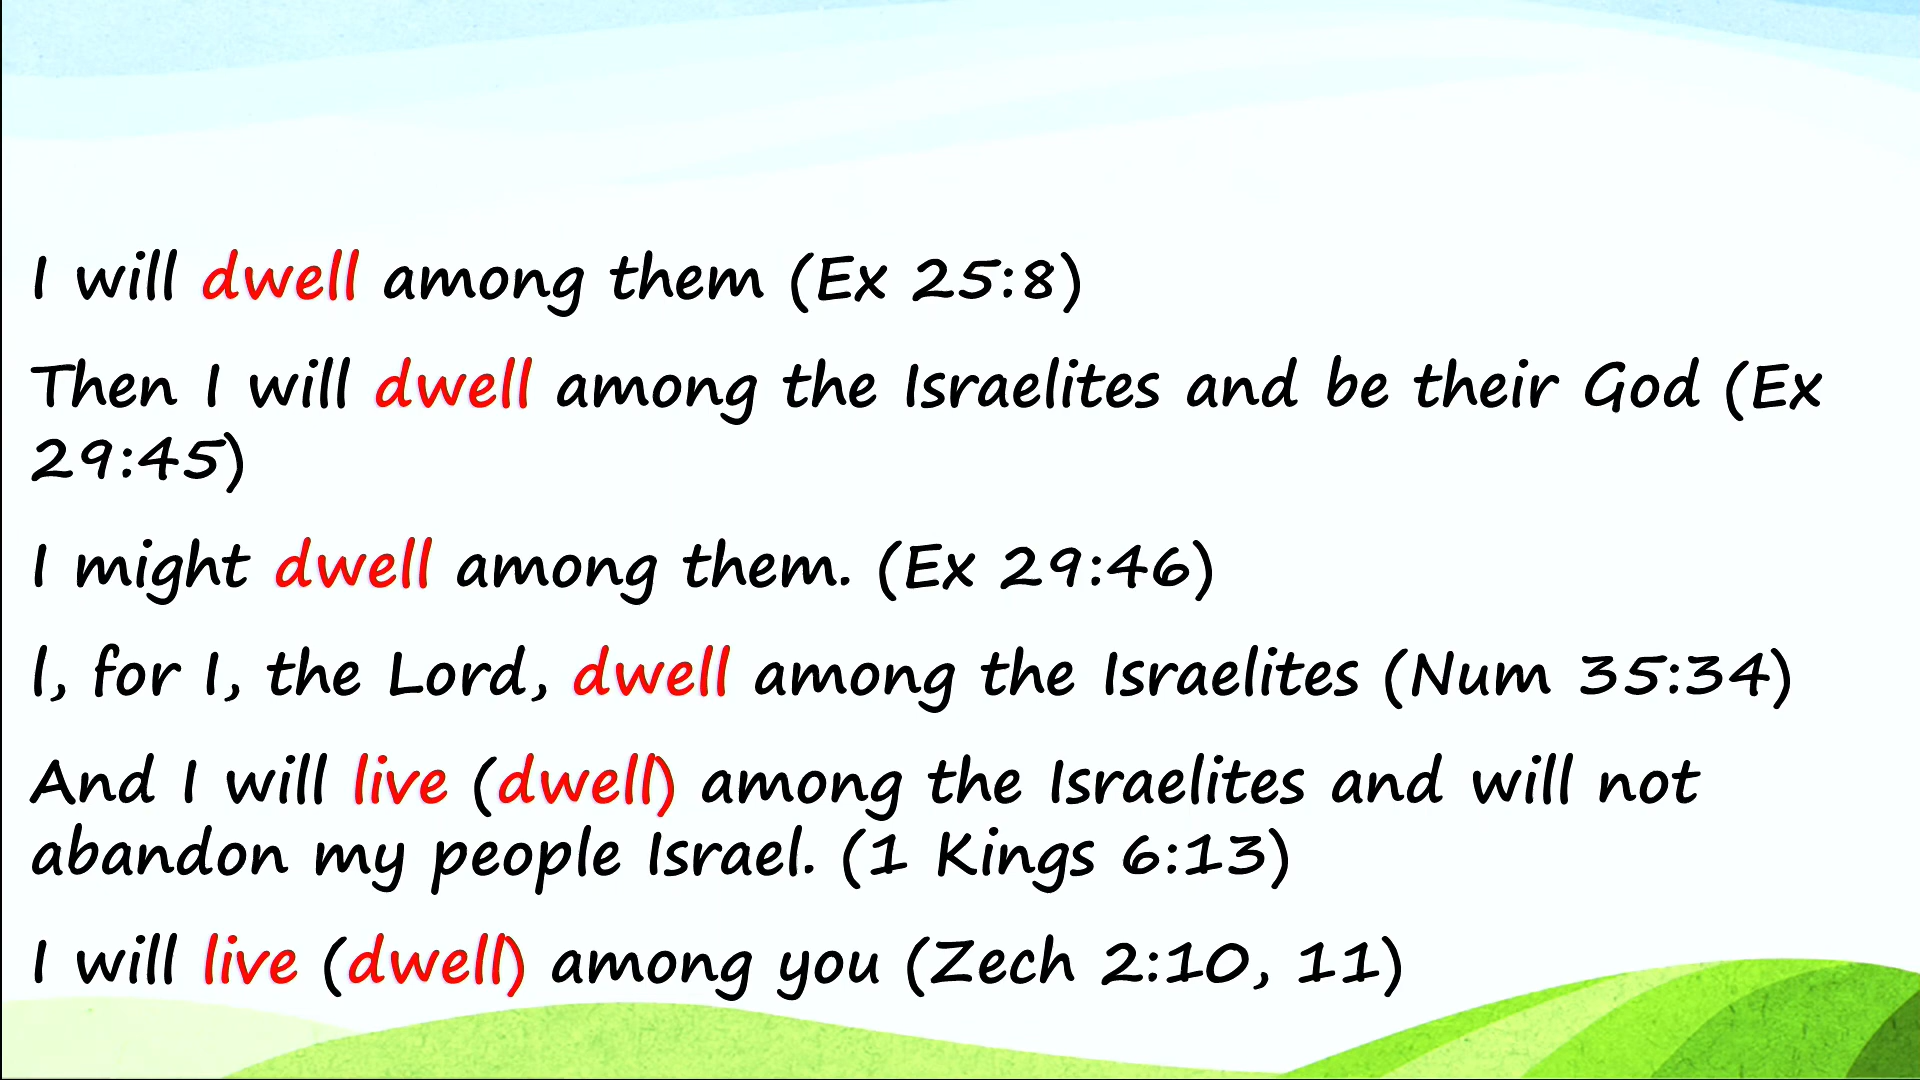 I will dwell among them (Ex 25:8)
Then I will dwell among the Israelites and be their God (Ex
29:45)
I might dwell among them. (Ex 29:46)
l, for I, the Lord, dwell among the Israelites (Num 35:34)
And I will live (dwell) among the Israelites and will not
abandon my people Israel. (1 Kings 6:13)
I will live (dwell) among you (Zech 2:10, 11)